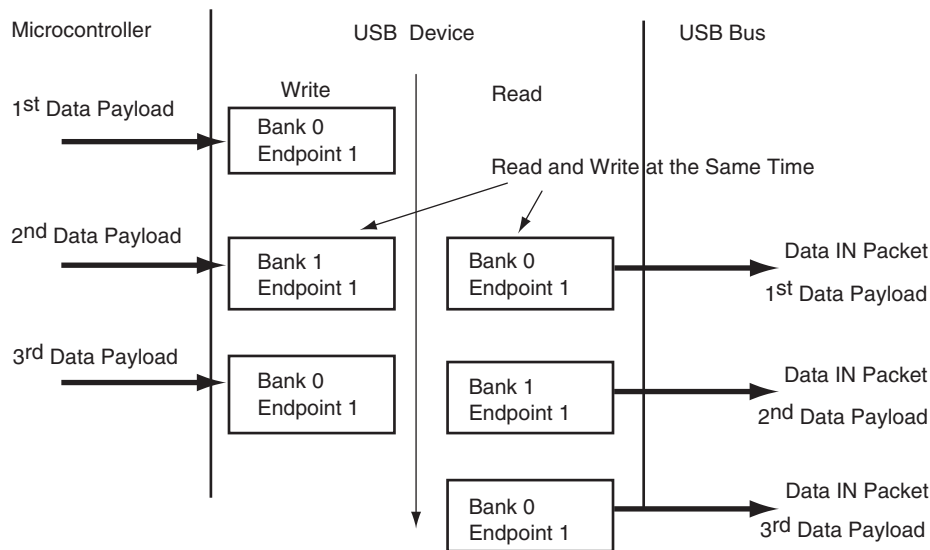 Microcontroller
USB Device
USB Bus
Write
Read
1st Data Payload
Bank 0
Endpoint 1
Read and Write at the Same Time
2nd Data Payload
Bank 1
Endpoint 1
Bank 0
Endpoint 1
Data IN Packet
1st Data Payload
3rd Data Payload
Bank 0
Endpoint 1
Bank 1
Endpoint 1
Data IN Packet
2nd Data Payload
Bank 0
Endpoint 1
Data IN Packet
3rd Data Payload